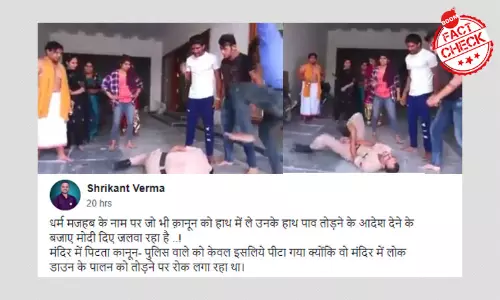 BOOM
FACT
CHECK
Shrikant Verma
20 hrs
धर्म मजहब के नाम पर जो भी क़ानून को हाथ में ले उनके हाथ पाव तोड़ने के आदेश देने के
बजाए मोदी दिए जलवा रहा है ..!
मंदिर में पिटता कानून- पुलिस वाले को केवल इसलिये पीटा गया क्योंकि वो मंदिर में लोक
डाउन के पालन को तोड़ने पर रोक लगा रहा था।